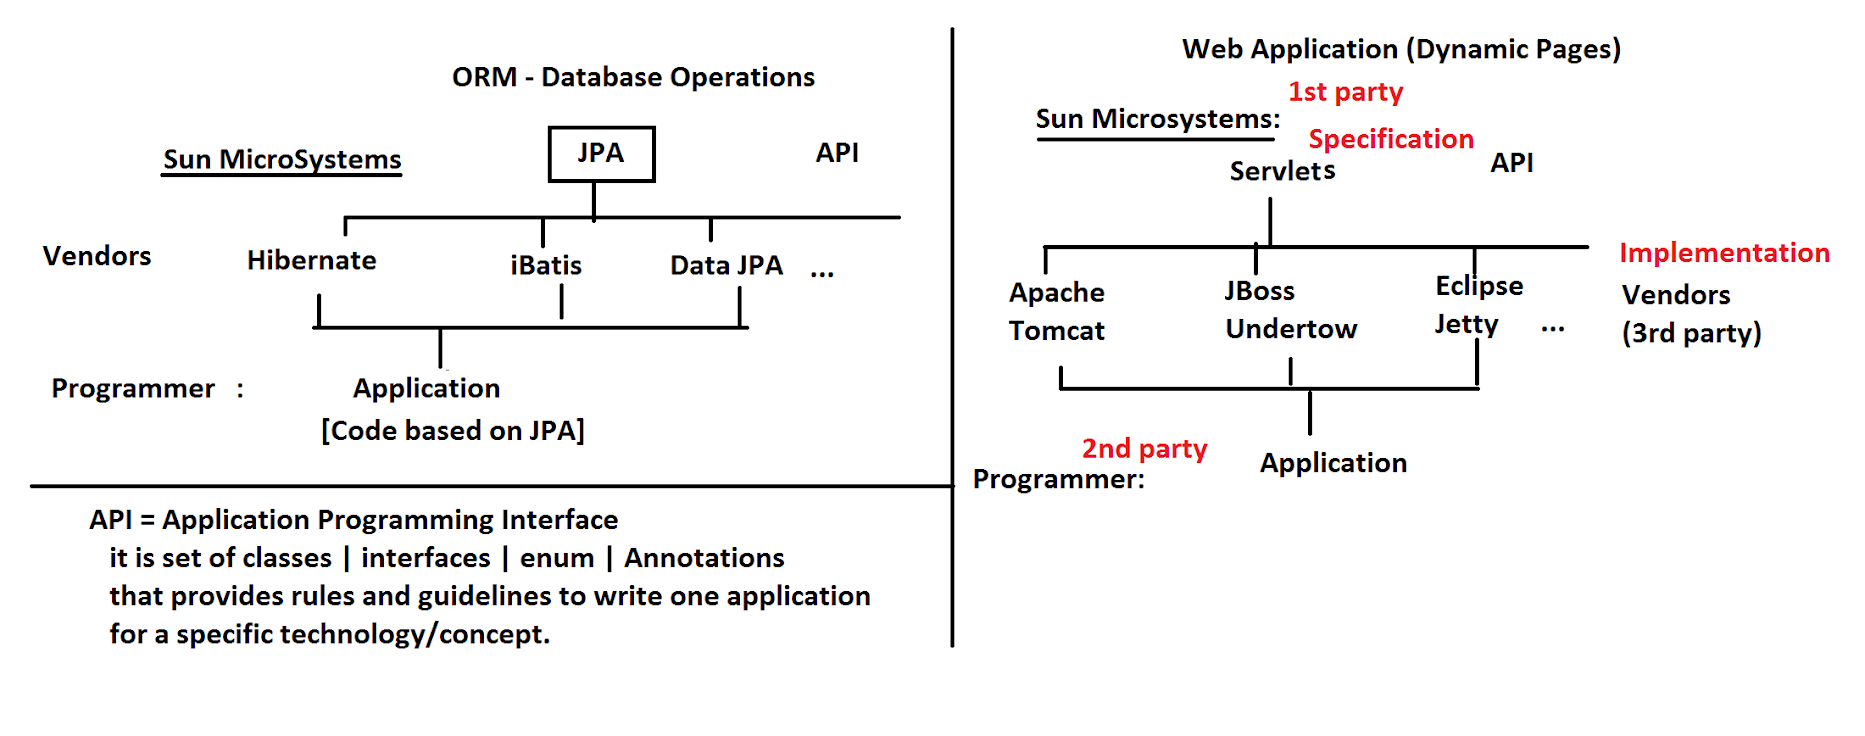 ORM - Database Operations
Sun MicroSystems
JPA
API
Vendors
Hibernate
iBatis
Data JPA
...
Programmer :
Application
[Code based on JPA]
API = Application Programming Interface
it is set of classes | interfaces | enum | Annotations
that provides rules and guidelines to write one application
for a specific technology/concept.
Web Application (Dynamic Pages)
1st party
Sun Microsystems:
Specification
Servlets
API
Implementation
Apache
Tomcat
JBoss
Undertow
Eclipse
Jetty
...
Vendors
(3rd party)
2nd party
Programmer:
Application